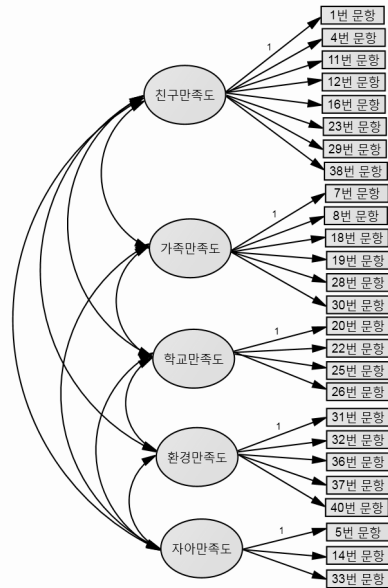 1번 문항
4번 문항
11번 문항
12번 문항
16번 문항
23번 문항
29번 문항
38번 문항
1
친구만족도
7번 문항
8번 문항
18번 문항
19번 문항
28번 문항
30번 문항
1
가족만족도
20번 문항
22번 문항
25번 문항
26번 문항
1
학교만족도
31번 문항
32번 문항
36번 문항
37번 문항
40번 문항
1
환경만족도
5번 문항
14번 문항
33번 문항
1
자아만족도